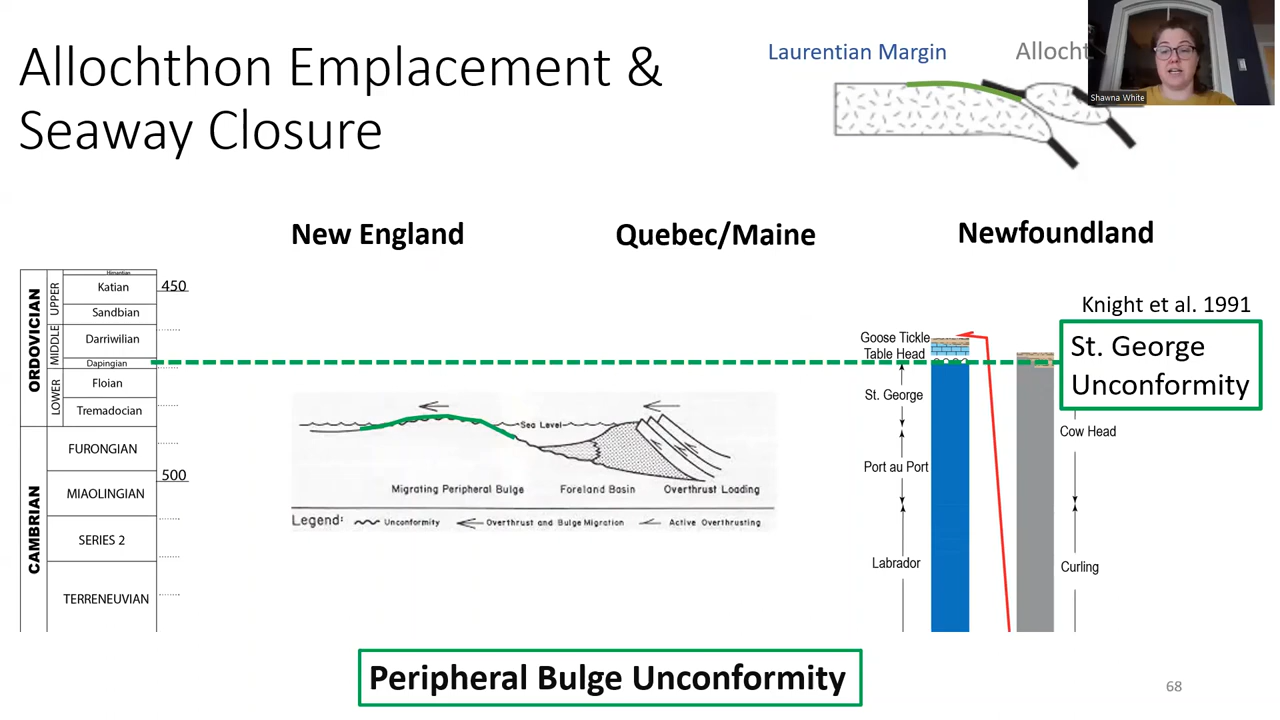 Allochthon Emplacement &
Seaway Closure
Laurentian Margin
Allocht
Shawna White
New England
Quebec/Maine
Newfoundland
Knight et al. 1991
St. George
Unconformity
ORDOVICIAN
UPPER
MIDDLE
LOWER
Hirnantian
Katian
Sandbian
Darriwilian
Dapingian
Floian
Tremadocian
CAMBRIAN
FURONGIAN
MIAOLINGIAN
SERIES 2
TERRENEUVIAN
450
500
Sea Level
Migrating Peripheral Bulge
Foreland Basin
Overthrust Loading
Legend:
Unconformity
Overthrust and Bulge Migration
Active Overthrusting
Goose Tickle
Table Head
St. George
Port au Port
Labrador
Cow Head
Curling
Peripheral Bulge Unconformity
68